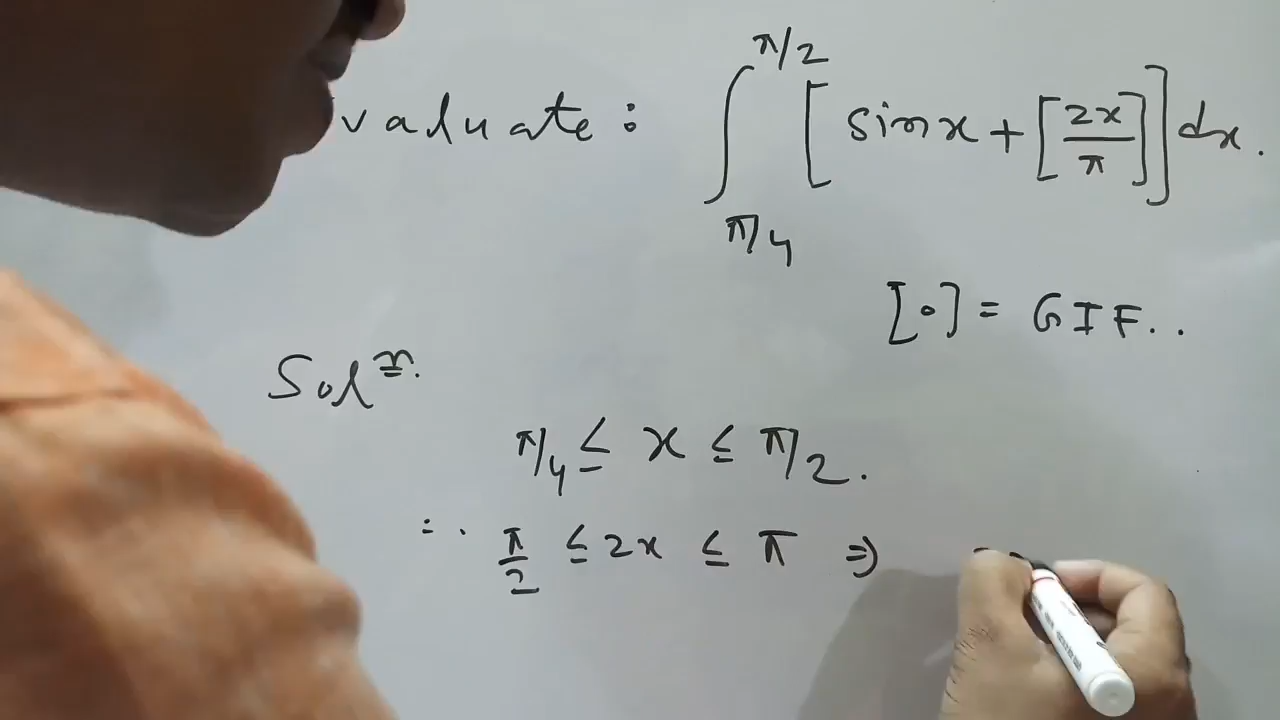 valuate : ∫_{π/4}^{π/2} [ sin x + [2x/π] ] dx .
[∘] = GIF..
Solⁿ.
π/4 ≤ x ≤ π/2 .
∴ π/2 ≤ 2x ≤ π ⇒